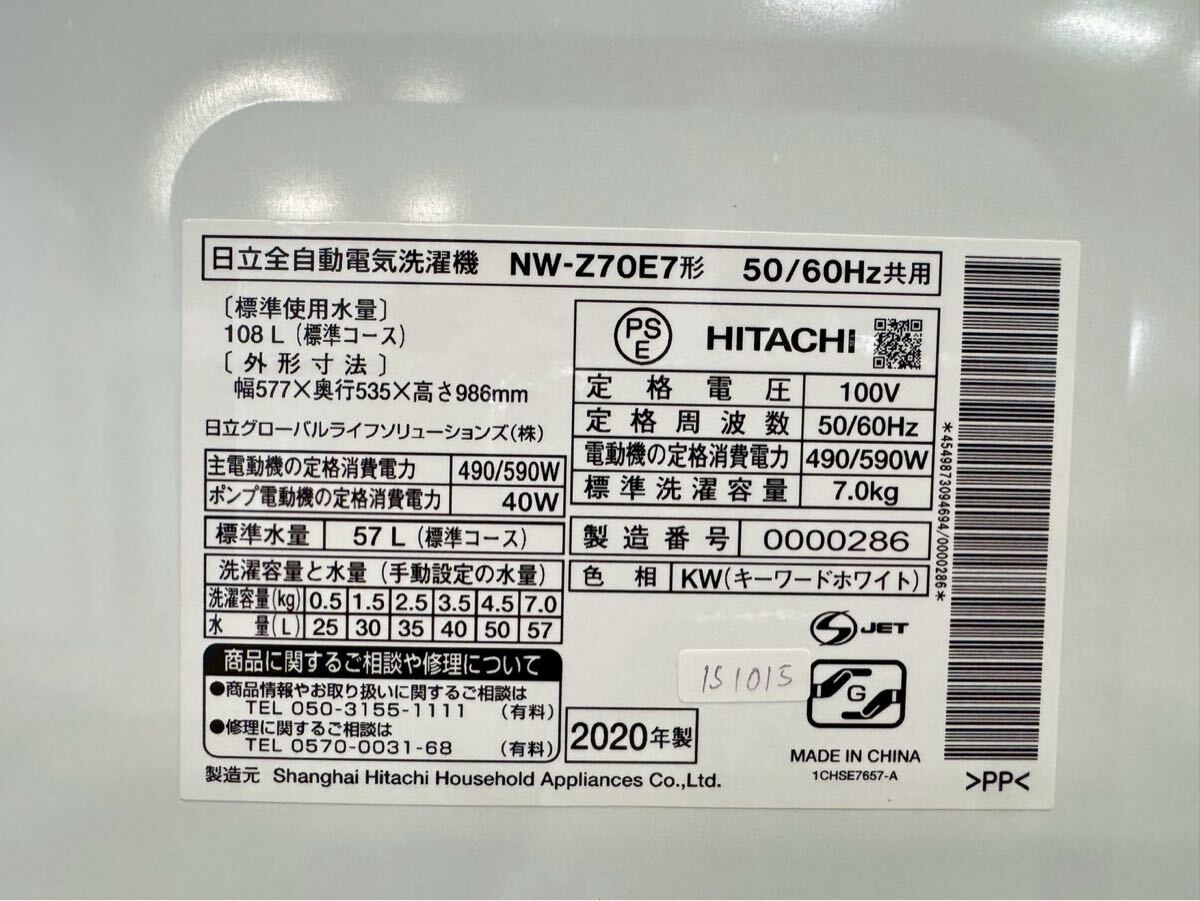 日立全自動電気洗濯機 NW-Z70E7形 50/60Hz共用
〔標準使用水量〕
108 L (標準コース)
〔外形寸法〕
幅577×奥行535×高さ986mm
日立グローバルライフソリューションズ(株)
主電動機の定格消費電力 490/590W
ポンプ電動機の定格消費電力 40W
標準水量 57 L (標準コース)
洗濯容量と水量 (手動設定の水量)
洗濯容量(kg) 0.5 1.5 2.5 3.5 4.5 7.0
水量(L) 25 30 35 40 50 57
商品に関するご相談や修理について
●商品情報やお取り扱いに関するご相談は
TEL 050-3155-1111 (有料)
●修理に関するご相談は
TEL 0570-0031-68 (有料)
製造元 Shanghai Hitachi Household Appliances Co.,Ltd.
PS
E
HITACHI
定格電圧 100V
定格周波数 50/60Hz
電動機の定格消費電力 490/590W
標準洗濯容量 7.0kg
製造番号 0000286
色相 KW(キーワードホワイト)
S JET
151015
G
2020年製
MADE IN CHINA
1CHSE7657-A
*4549873094694/0000286*
>PP<